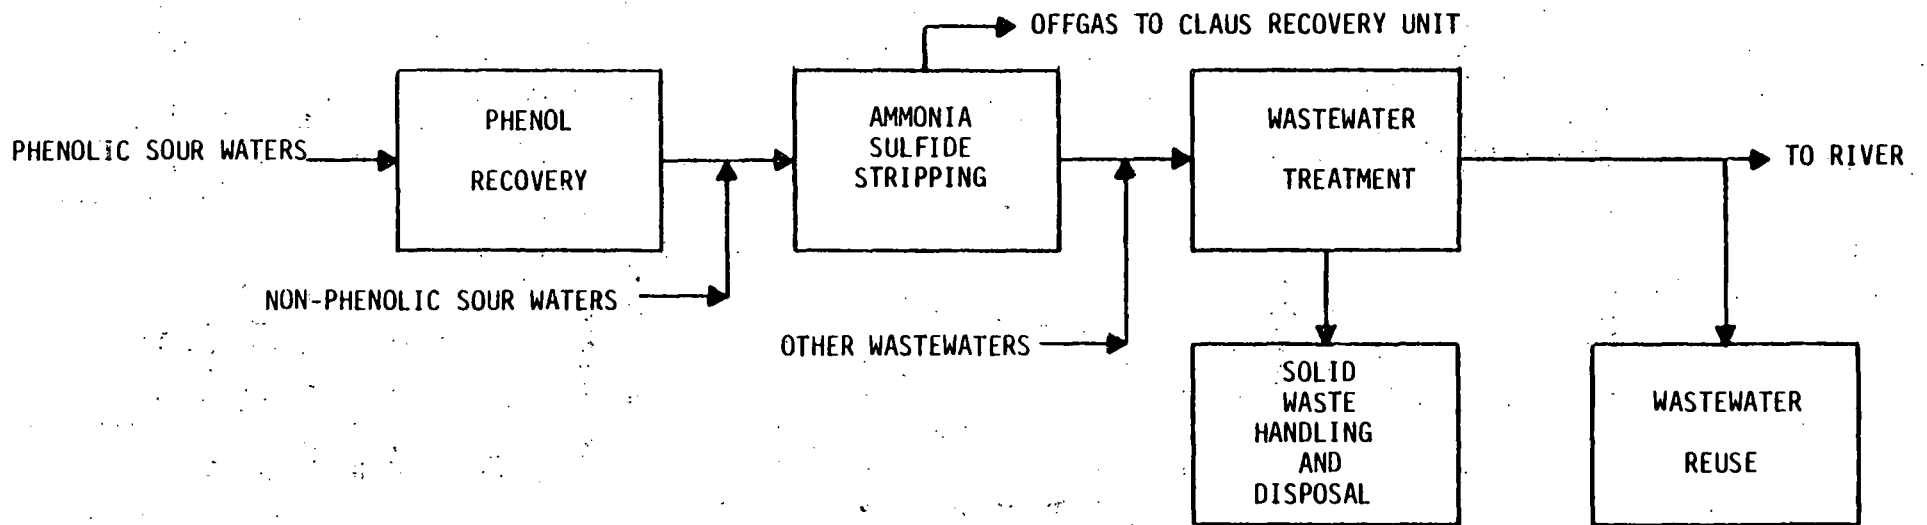 OFFGAS TO CLAUS RECOVERY UNIT
PHENOLIC SOUR WATERS
PHENOL
RECOVERY
AMMONIA
SULFIDE
STRIPPING
WASTEWATER
TREATMENT
TO RIVER
NON-PHENOLIC SOUR WATERS
OTHER WASTEWATERS
SOLID
WASTE
HANDLING
AND
DISPOSAL
WASTEWATER
REUSE